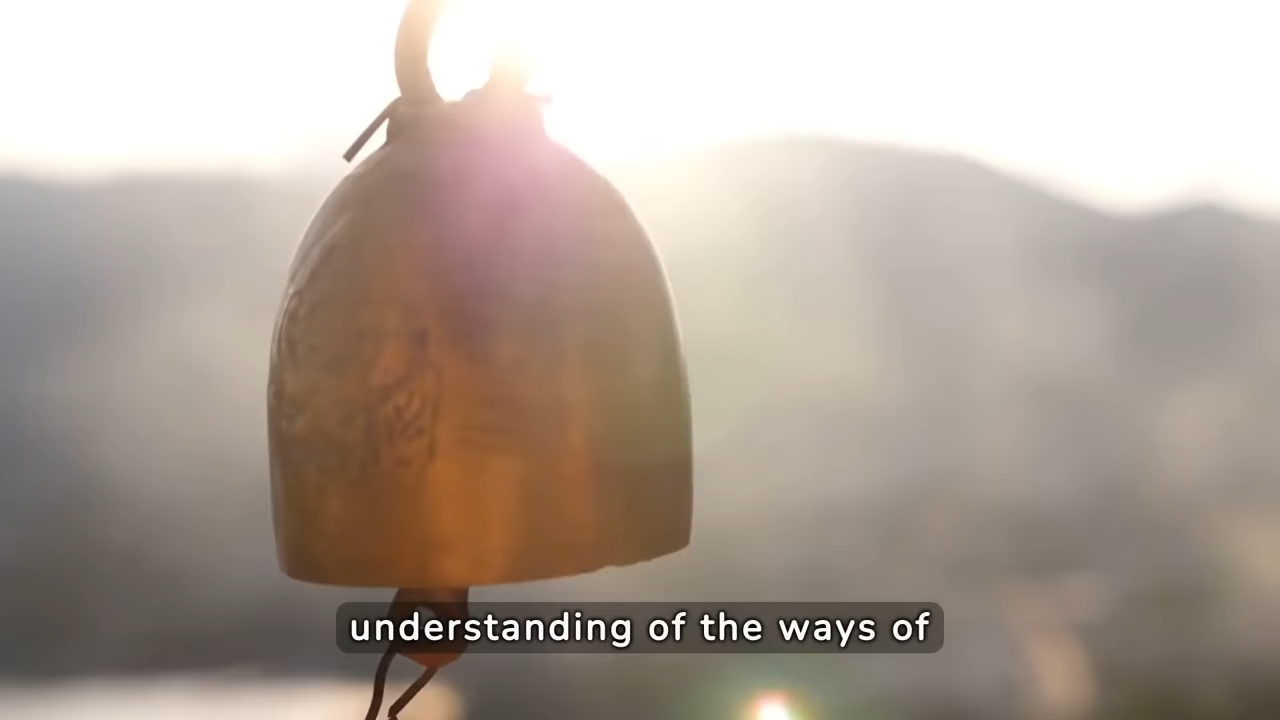 understanding of the ways of